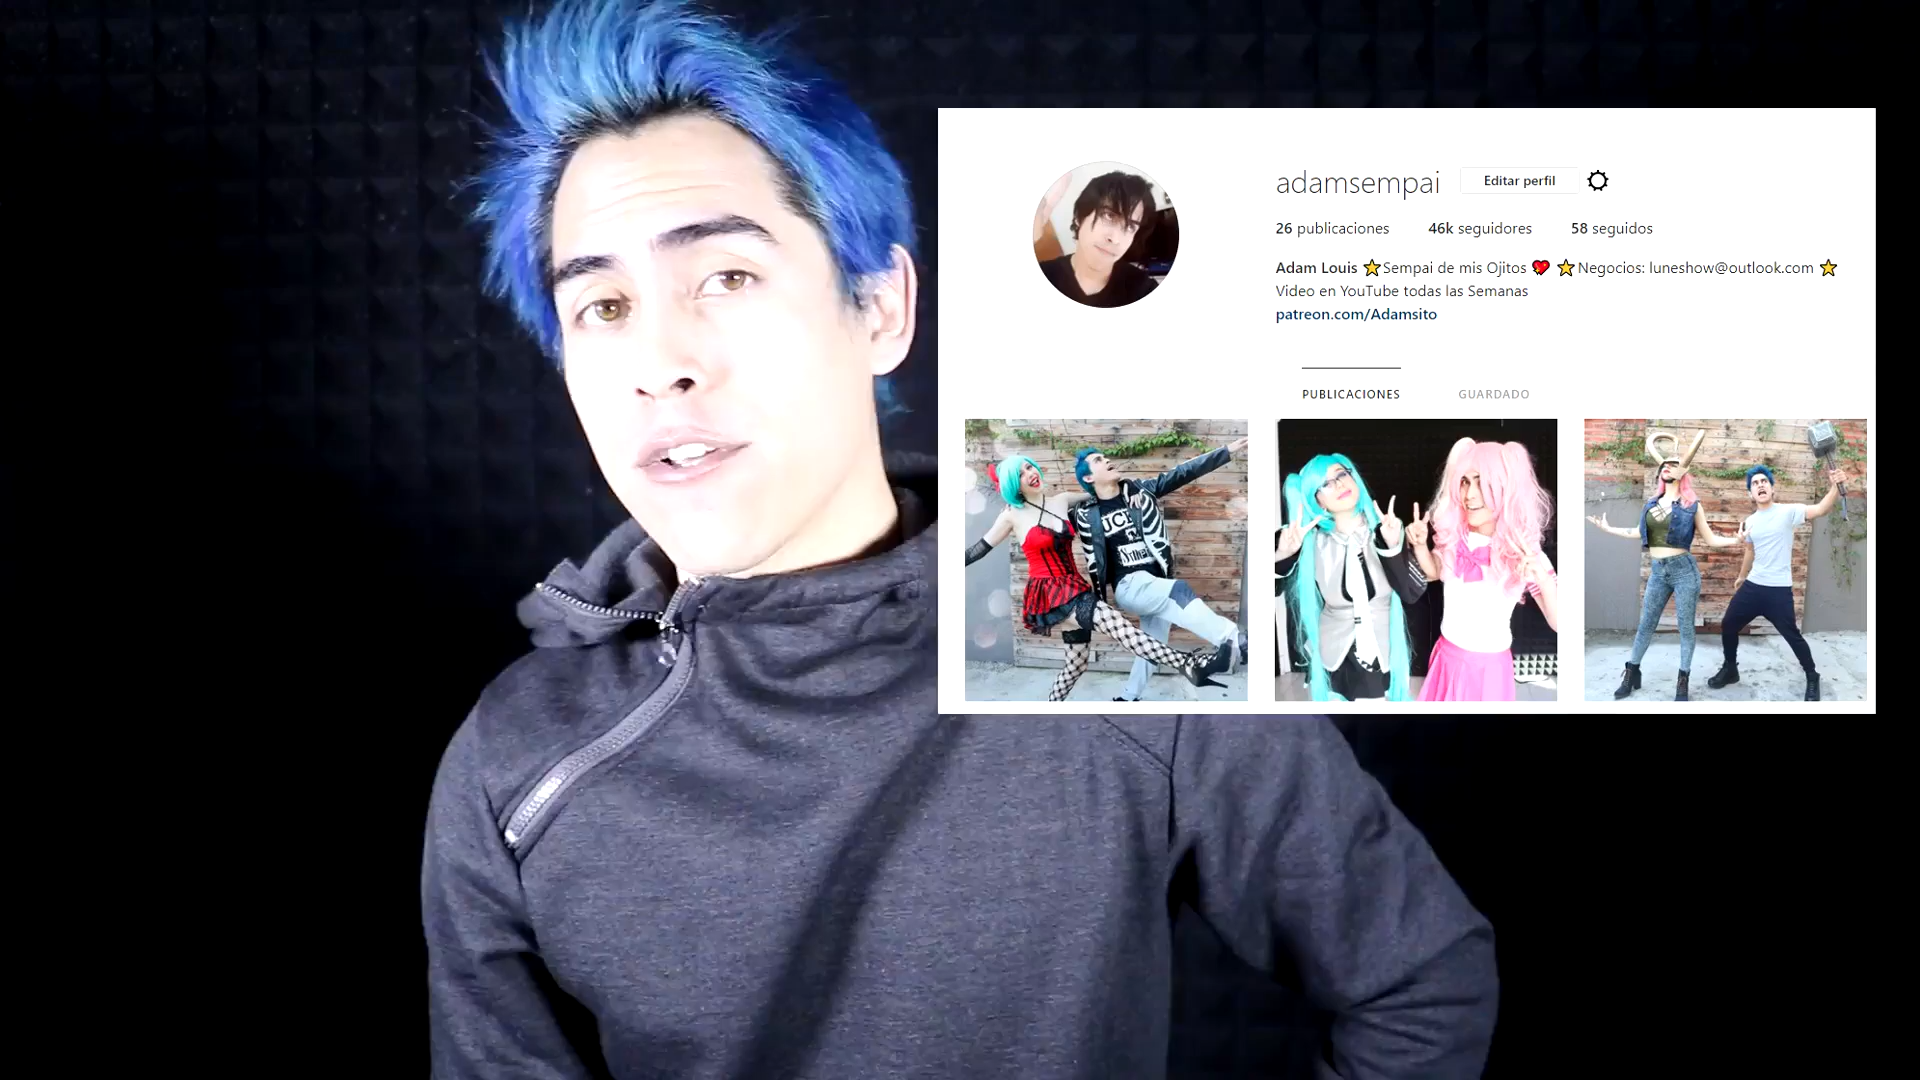 adamsempai Editar perfil
26 publicaciones 46k seguidores 58 seguidos
Adam Louis ⭐Sempai de mis Ojitos 💖 ⭐Negocios: luneshow@outlook.com ⭐
Video en YouTube todas las Semanas
patreon.com/Adamsito
PUBLICACIONES GUARDADO